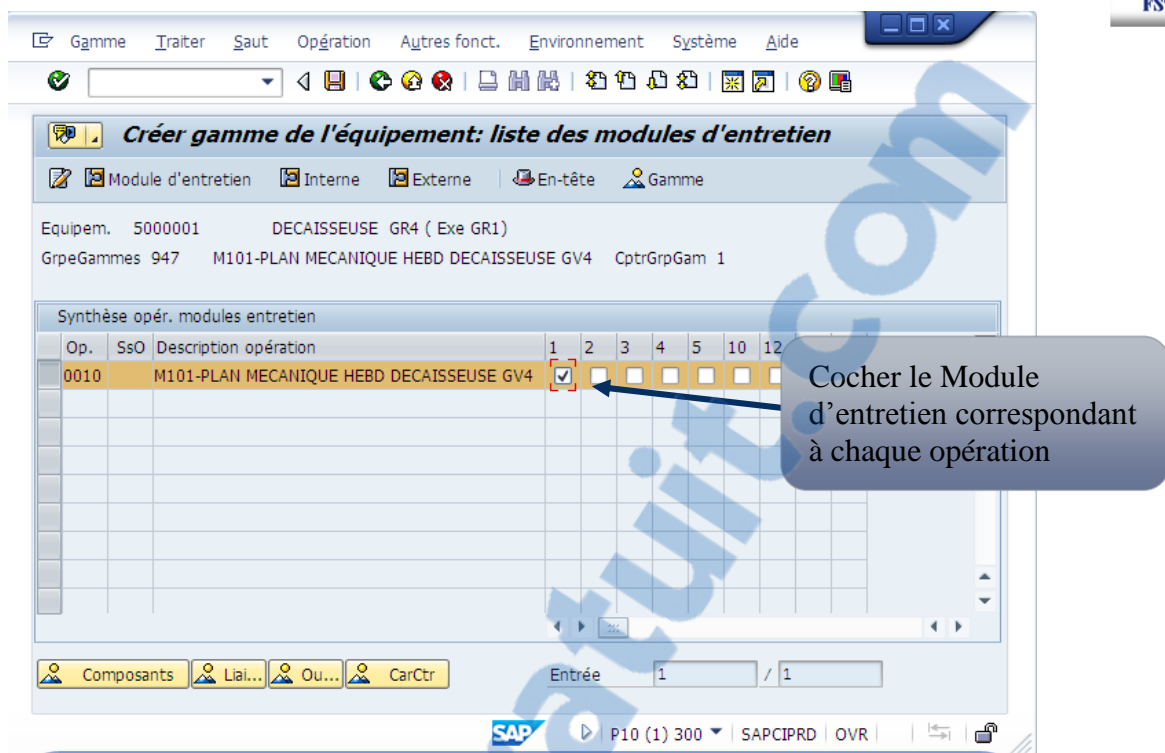 FS
Gamme Traiter Saut Opération Autres fonct. Environnement Système Aide
Créer gamme de l'équipement: liste des modules d'entretien
Module d'entretien Interne Externe En-tête Gamme
Equipem. 5000001 DECAISSEUSE GR4 ( Exe GR1)
GrpeGammes 947 M101-PLAN MECANIQUE HEBD DECAISSEUSE GV4 CptrGrpGam 1
Synthèse opér. modules entretien
Op. SsO Description opération 1 2 3 4 5 10 12
0010 M101-PLAN MECANIQUE HEBD DECAISSEUSE GV4
Cocher le Module
d'entretien correspondant
à chaque opération
Composants Liai... Ou... CarCtr Entrée 1 / 1
SAP P10 (1) 300 SAPCIPRD OVR
atuit.com